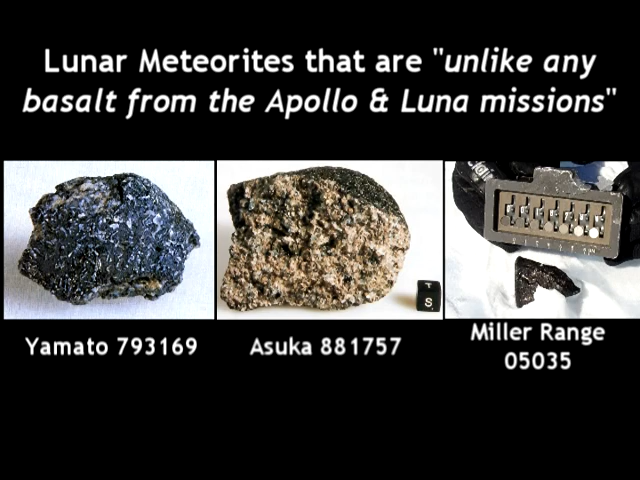 Lunar Meteorites that are "unlike any
basalt from the Apollo & Luna missions"
T
S
Yamato 793169
Asuka 881757
Miller Range
05035